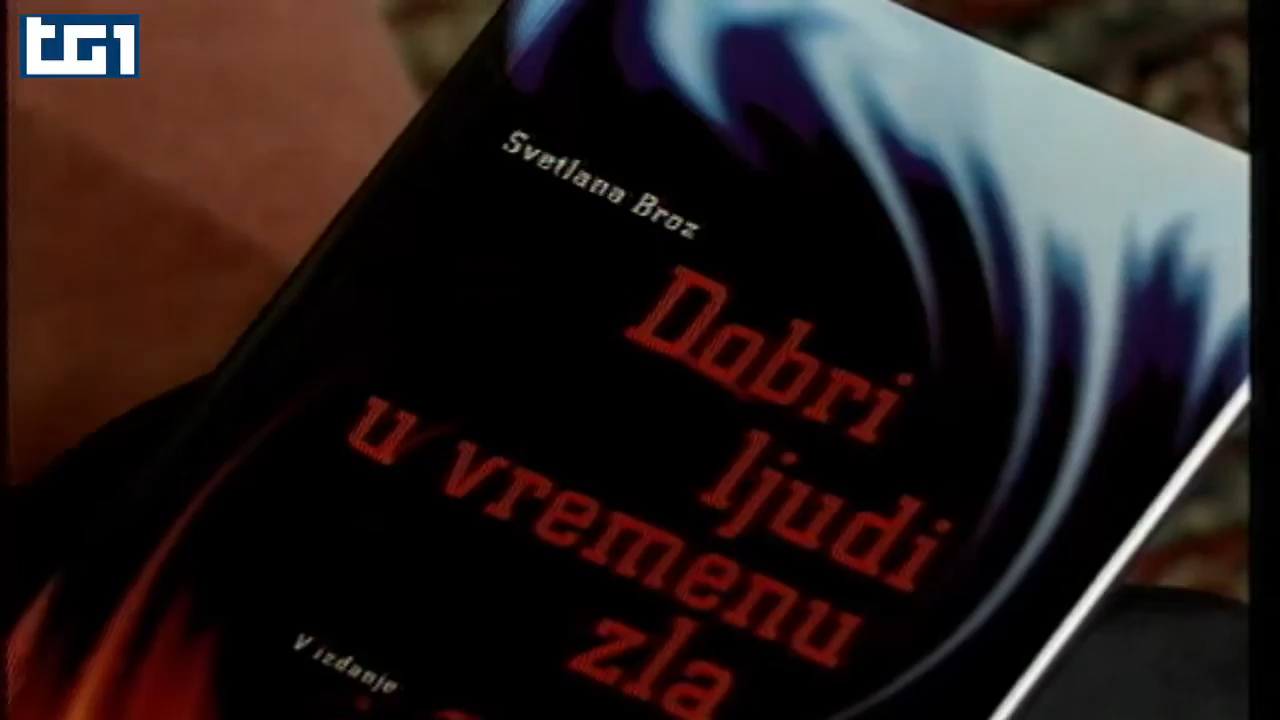 tG1
Svetlana Broz
Dobri
ljudi
u vremenu
zla
V izdanje